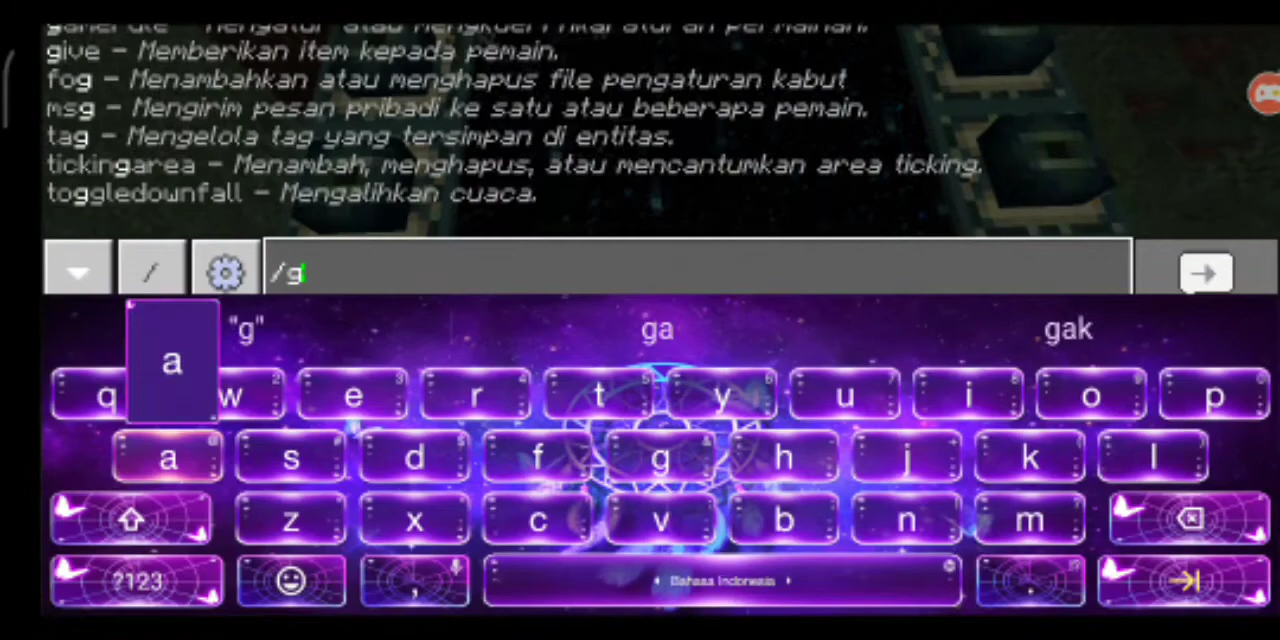 give - Memberikan item kepada pemain.
fog - Menambahkan atau menghapus file pengaturan kabut
msg - Mengirim pesan pribadi ke satu atau beberapa pemain.
tag - Mengelola tag yang tersimpan di entitas.
tickingarea - Menambah, menghapus, atau mencantumkan area ticking.
toggledownfall - Mengalihkan cuaca.
/
/g
"g" ga gak
a
q w e r t y u i o p
a s d f g h j k l
z x c v b n m
?123 , Bahasa Indonesia .